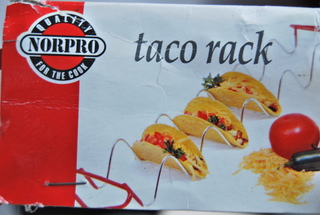 QUALITY
NORPRO
FOR THE COOK
taco rack